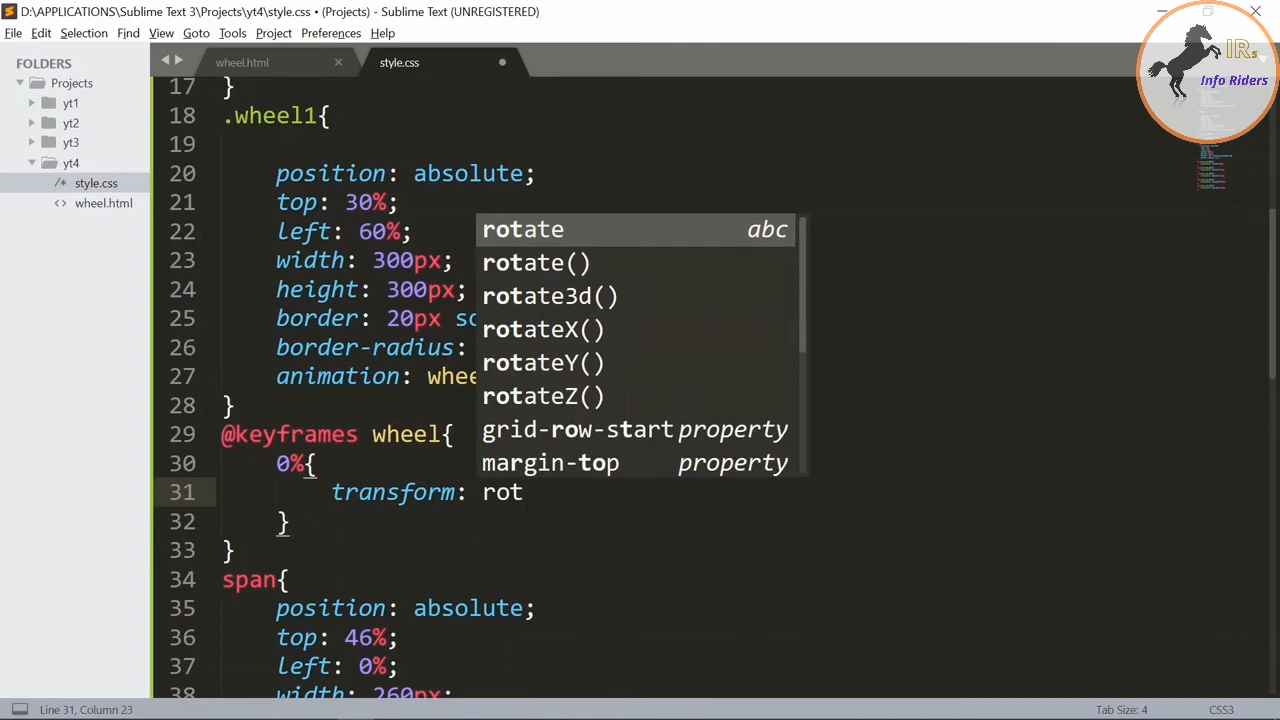 D:\APPLICATIONS\Sublime Text 3\Projects\yt4\style.css • (Projects) - Sublime Text (UNREGISTERED)
File Edit Selection Find View Goto Tools Project Preferences Help
IRs
Info Riders
FOLDERS
Projects
yt1
yt2
yt3
yt4
/* style.css
<> wheel.html
wheel.html ×
style.css
17 }
18 .wheel1{
19
20 position: absolute;
21 top: 30%;
22 left: 60%;
23 width: 300px;
24 height: 300px;
25 border: 20px so
26 border-radius:
27 animation: whee
28 }
29 @keyframes wheel{
30 0%{
31 transform: rot
32 }
33 }
34 span{
35 position: absolute;
36 top: 46%;
37 left: 0%;
38 width: 260px;
rotate abc
rotate()
rotate3d()
rotateX()
rotateY()
rotateZ()
grid-row-start property
margin-top property
Line 31, Column 23
Tab Size: 4
CSS3